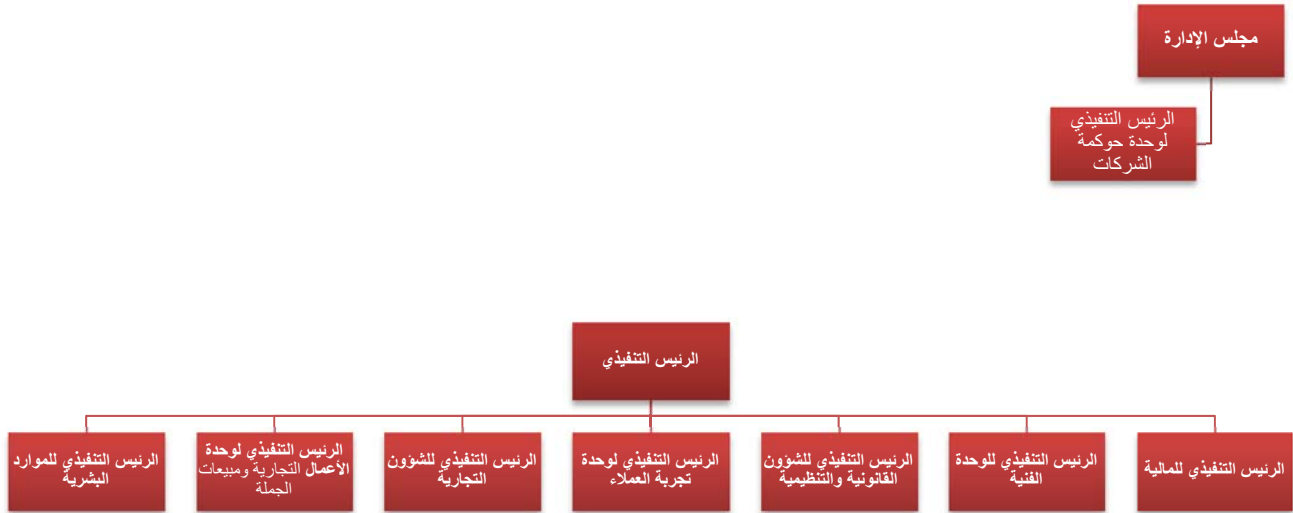 مجلس الإدارة
الرئيس التنفيذي
لوحدة حوكمة
الشركات
الرئيس التنفيذي
الرئيس التنفيذي للمالية
الرئيس التنفيذي للوحدة
الفنية
الرئيس التنفيذي للشؤون
القانونية والتنظيمية
الرئيس التنفيذي لوحدة
تجربة العملاء
الرئيس التنفيذي للشؤون
التجارية
الرئيس التنفيذي لوحدة
الأعمال التجارية ومبيعات
الجملة
الرئيس التنفيذي للموارد
البشرية